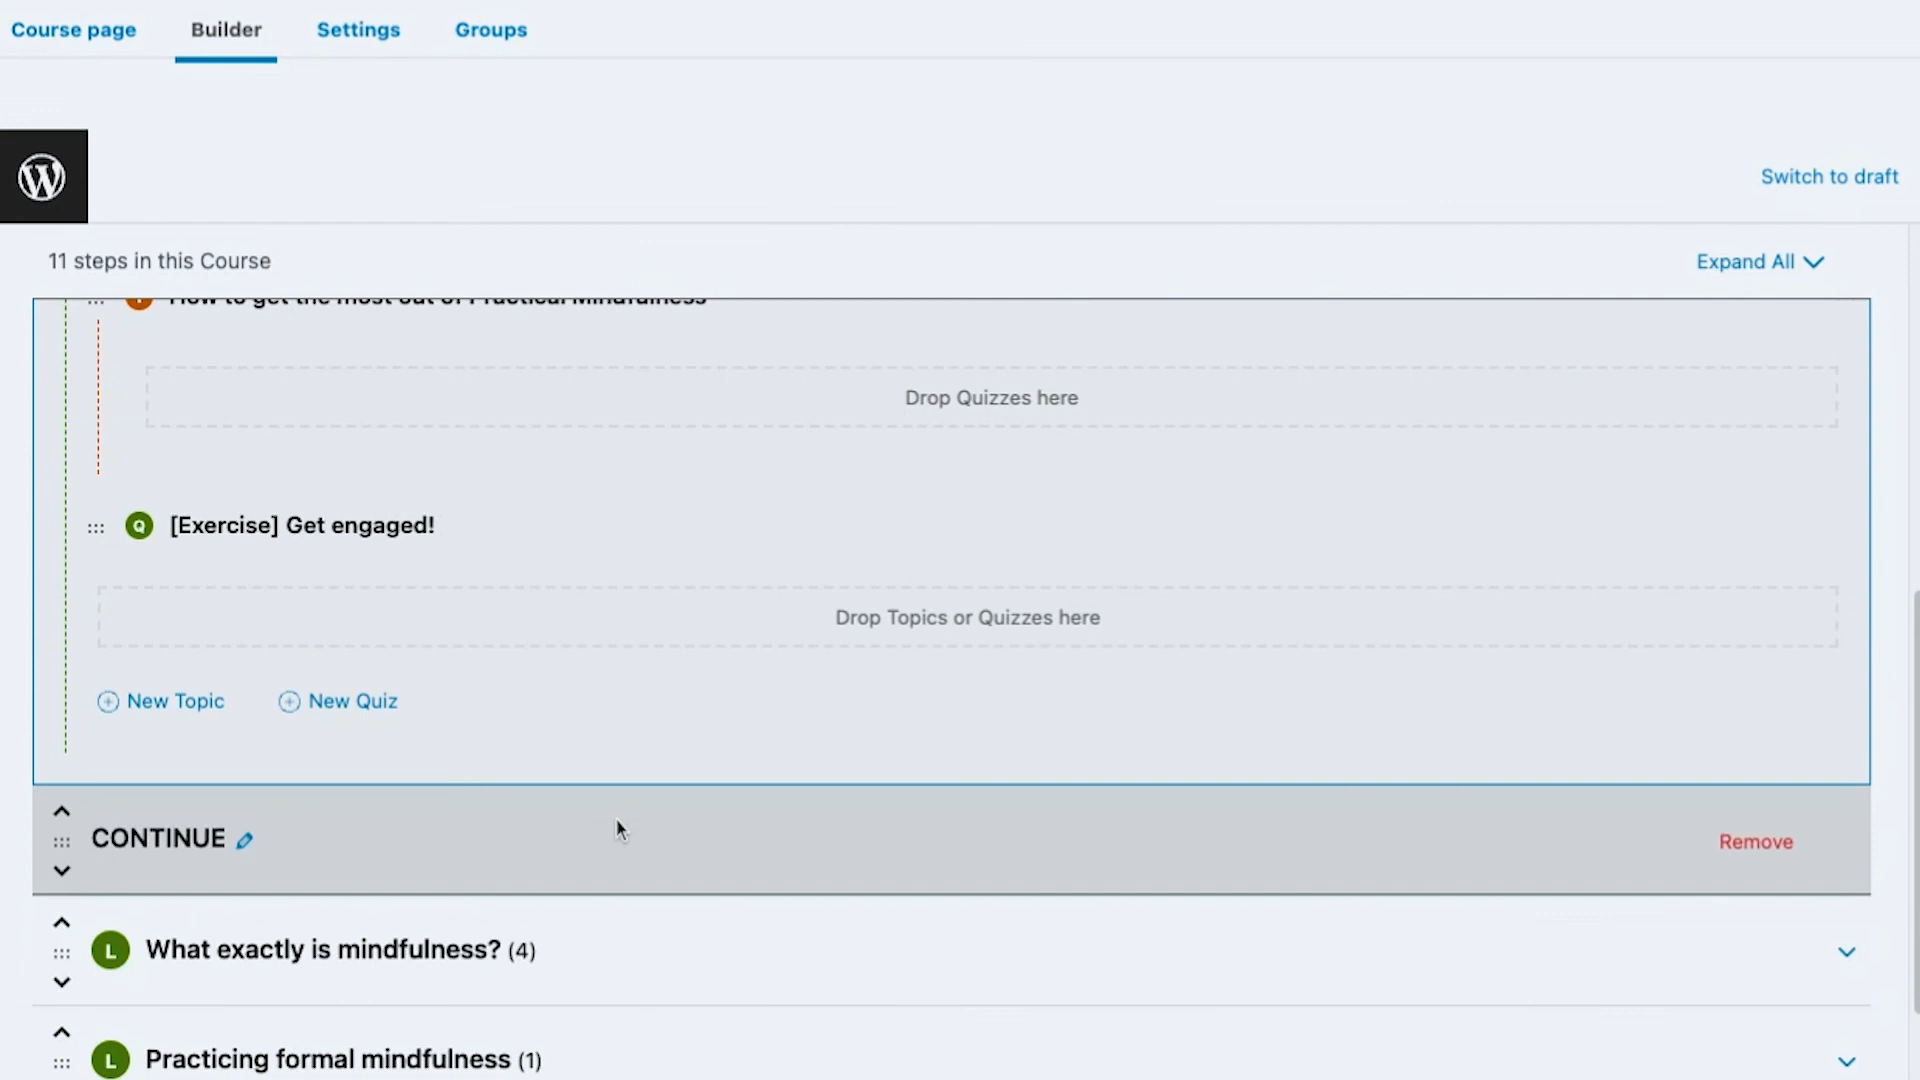 Course page
Builder
Settings
Groups
W
Switch to draft
11 steps in this Course
Expand All
How to get the most out of Practical Mindfulness
Drop Quizzes here
Q
[Exercise] Get engaged!
Drop Topics or Quizzes here
New Topic
New Quiz
CONTINUE
Remove
L
What exactly is mindfulness? (4)
L
Practicing formal mindfulness (1)